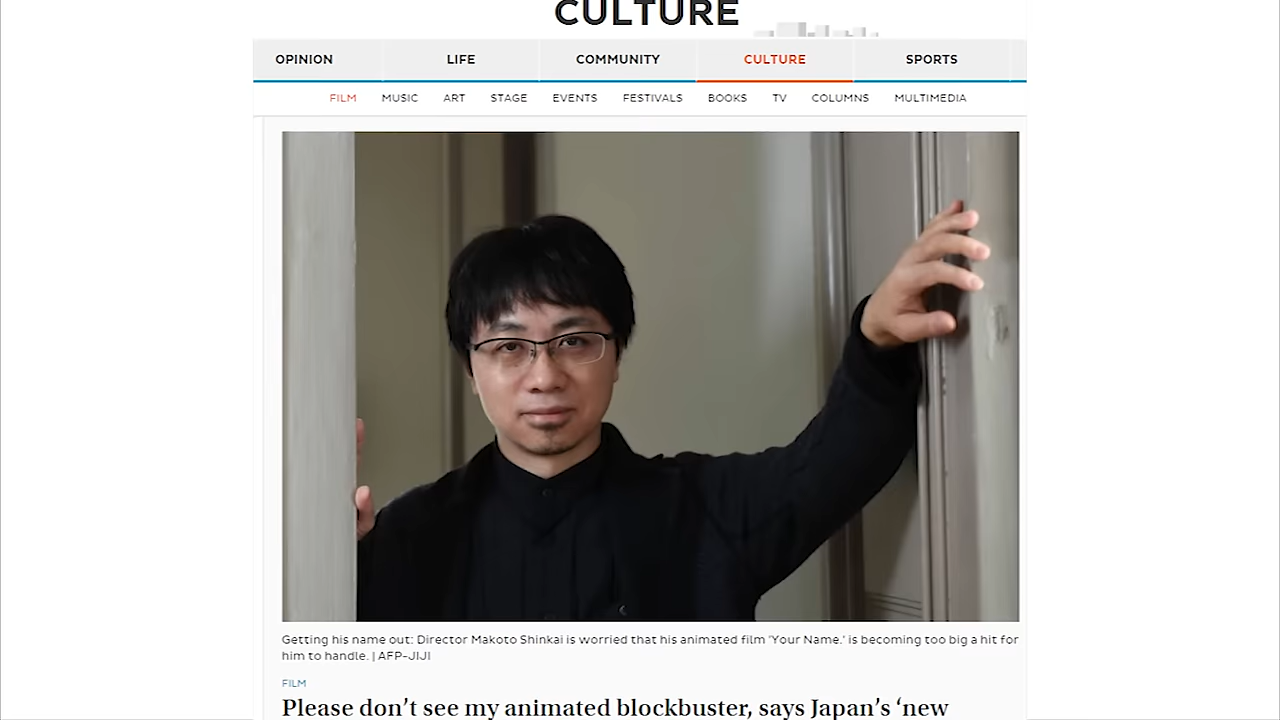 CULTURE
OPINION LIFE COMMUNITY CULTURE SPORTS
FILM MUSIC ART STAGE EVENTS FESTIVALS BOOKS TV COLUMNS MULTIMEDIA
Getting his name out: Director Makoto Shinkai is worried that his animated film 'Your Name.' is becoming too big a hit for
him to handle. | AFP-JIJI
FILM
Please don't see my animated blockbuster, says Japan's 'new